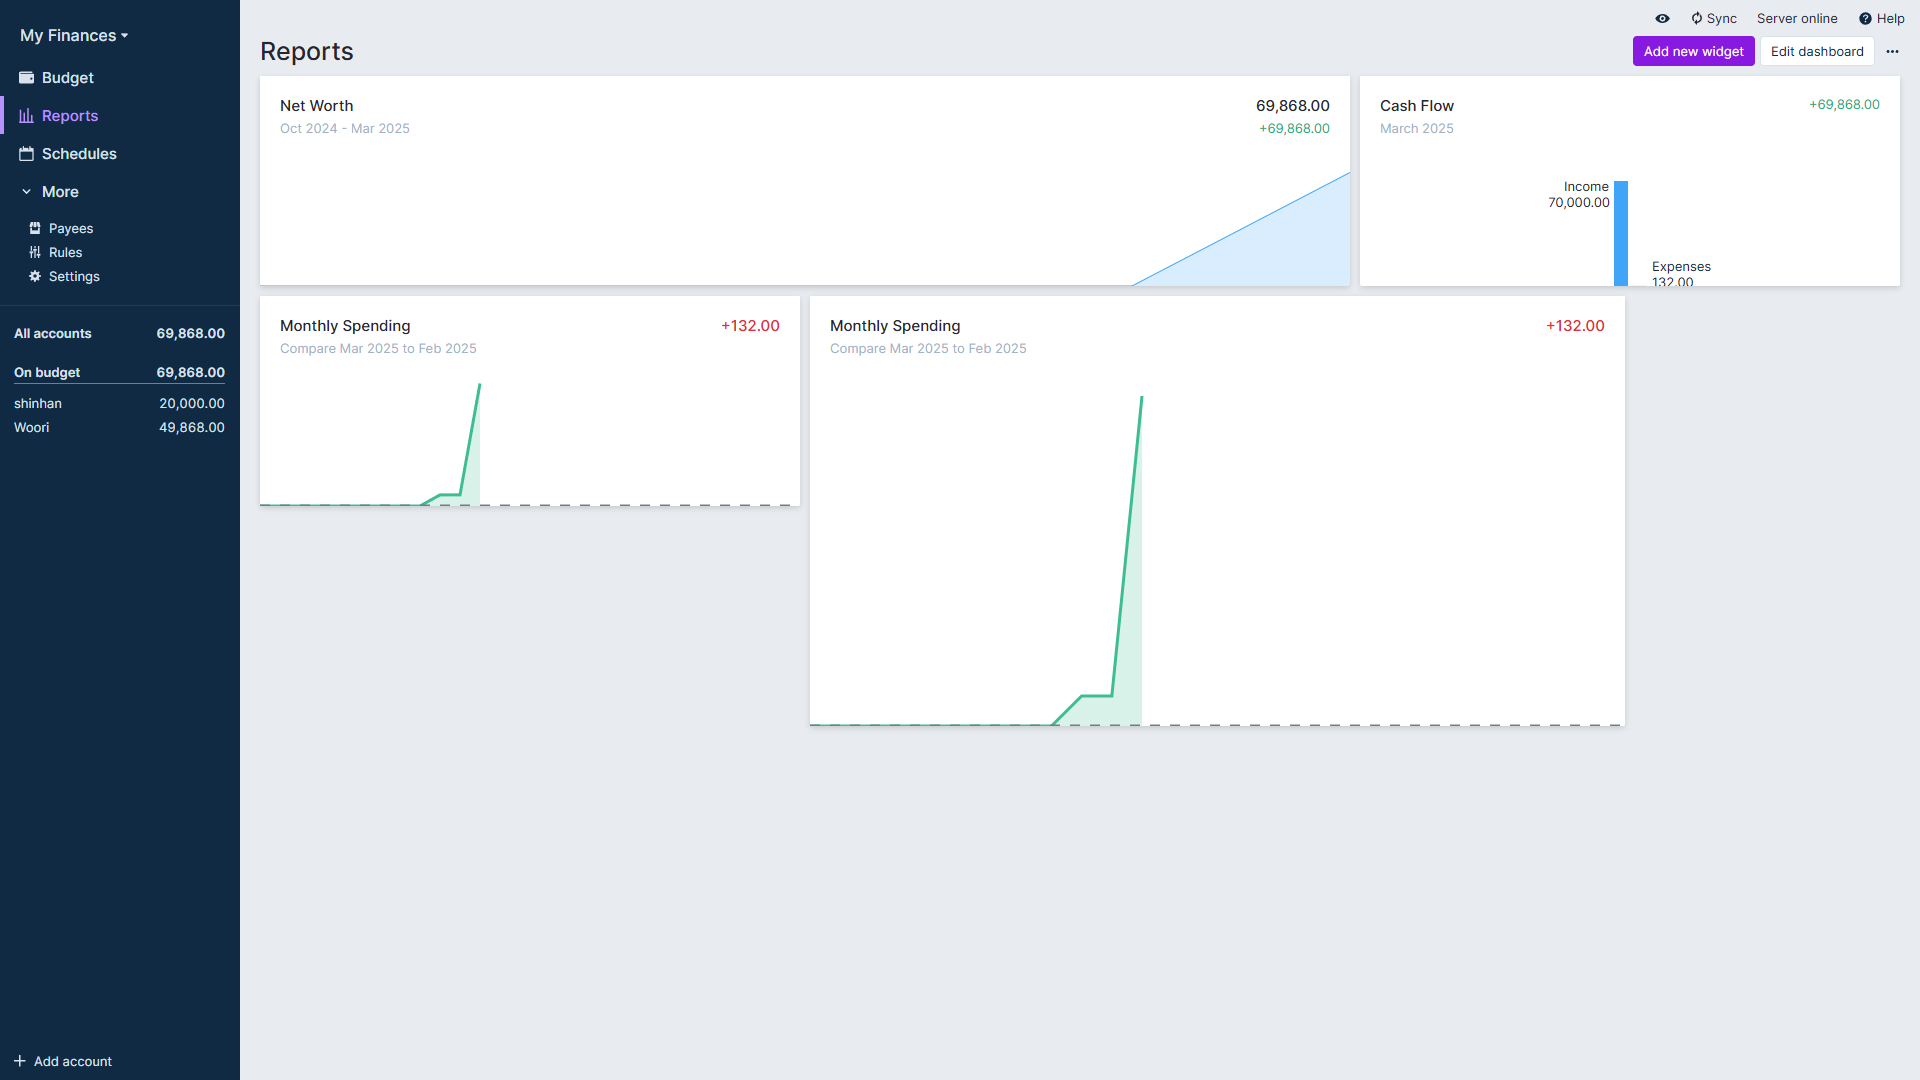 My Finances
Budget
Reports
Schedules
More
Payees
Rules
Settings
All accounts 69,868.00
On budget 69,868.00
shinhan 20,000.00
Woori 49,868.00
Add account
Sync Server online Help
Reports
Add new widget Edit dashboard
Net Worth 69,868.00
Oct 2024 - Mar 2025 +69,868.00
Cash Flow +69,868.00
March 2025
Income
70,000.00
Expenses
132.00
Monthly Spending +132.00
Compare Mar 2025 to Feb 2025
Monthly Spending +132.00
Compare Mar 2025 to Feb 2025